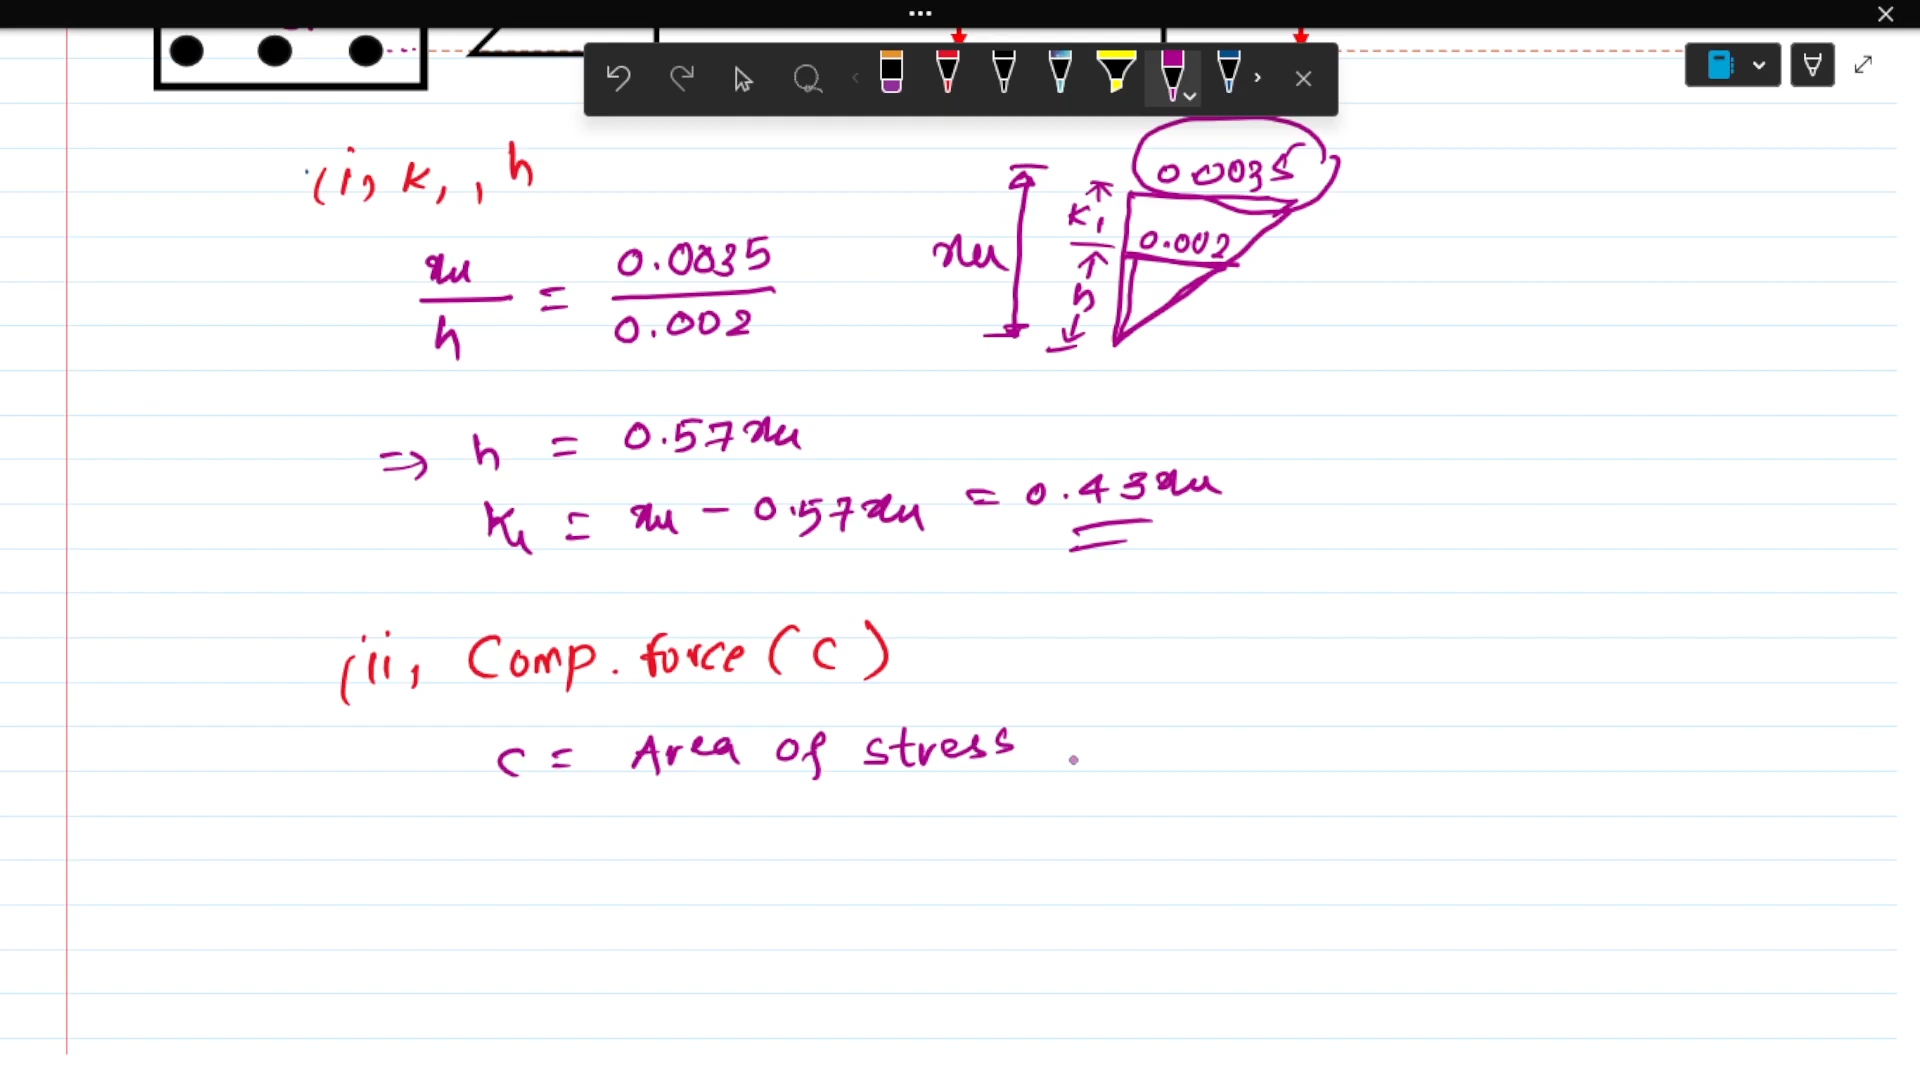 (i, K₁, h
0.0035
xu K₁ 0.002
h
xu/h = 0.0035/0.002
⇒ h = 0.57xu
K₁ = xu - 0.57xu = 0.43xu
(ii, Comp. force (C)
C = Area of stress